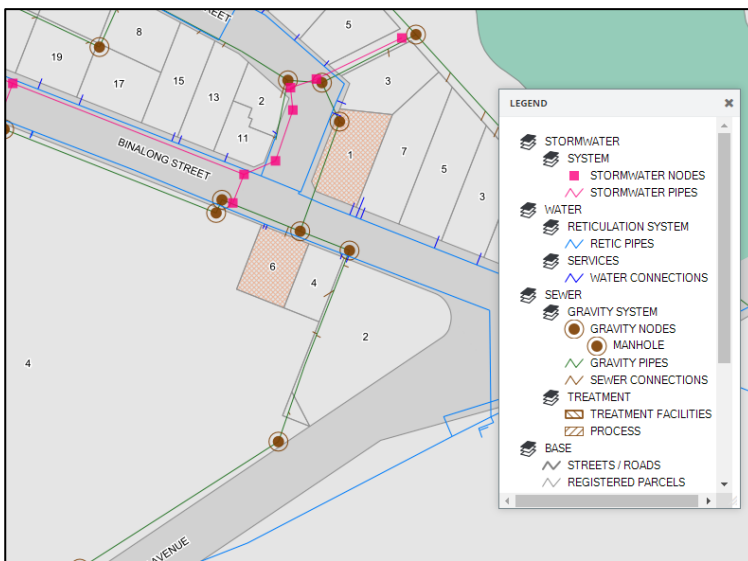 STREET
5
8
19
17
15
13
2
11
3
1
7
5
3
BINALONG STREET
6
4
2
4
AVENUE
LEGEND
STORMWATER
SYSTEM
STORMWATER NODES
STORMWATER PIPES
WATER
RETICULATION SYSTEM
RETIC PIPES
SERVICES
WATER CONNECTIONS
SEWER
GRAVITY SYSTEM
GRAVITY NODES
MANHOLE
GRAVITY PIPES
SEWER CONNECTIONS
TREATMENT
TREATMENT FACILITIES
PROCESS
BASE
STREETS / ROADS
REGISTERED PARCELS